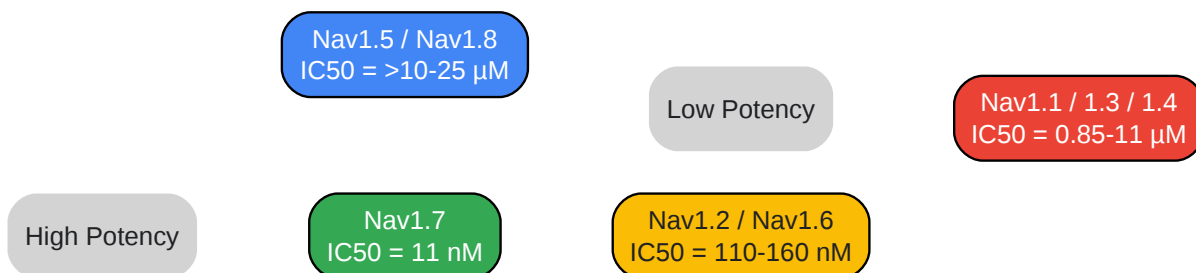 Nav1.5 / Nav1.8
IC50 = >10-25 µM
Low Potency
Nav1.1 / 1.3 / 1.4
IC50 = 0.85-11 µM
High Potency
Nav1.7
IC50 = 11 nM
Nav1.2 / Nav1.6
IC50 = 110-160 nM